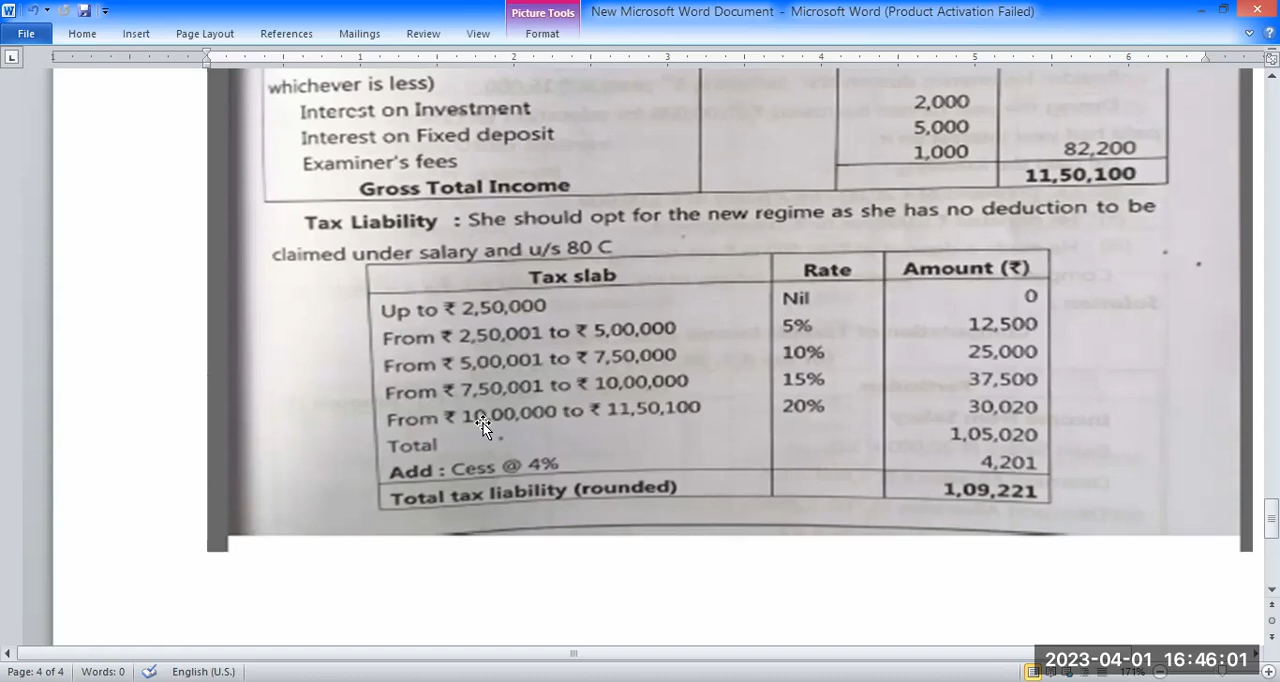 Picture Tools
New Microsoft Word Document - Microsoft Word (Product Activation Failed)
File Home Insert Page Layout References Mailings Review View Format
1 1 2 3 4 5 6
whichever is less)
Interest on Investment 2,000
Interest on Fixed deposit 5,000
Examiner's fees 1,000 82,200
Gross Total Income 11,50,100
Tax Liability : She should opt for the new regime as she has no deduction to be
claimed under salary and u/s 80 C
Tax slab Rate Amount (₹)
Up to ₹ 2,50,000 Nil 0
From ₹ 2,50,001 to ₹ 5,00,000 5% 12,500
From ₹ 5,00,001 to ₹ 7,50,000 10% 25,000
From ₹ 7,50,001 to ₹ 10,00,000 15% 37,500
From ₹ 10,00,000 to ₹ 11,50,100 20% 30,020
Total 1,05,020
Add : Cess @ 4% 4,201
Total tax liability (rounded) 1,09,221
2023-04-01 16:46:01
Page: 4 of 4 Words: 0 English (U.S.) 171%